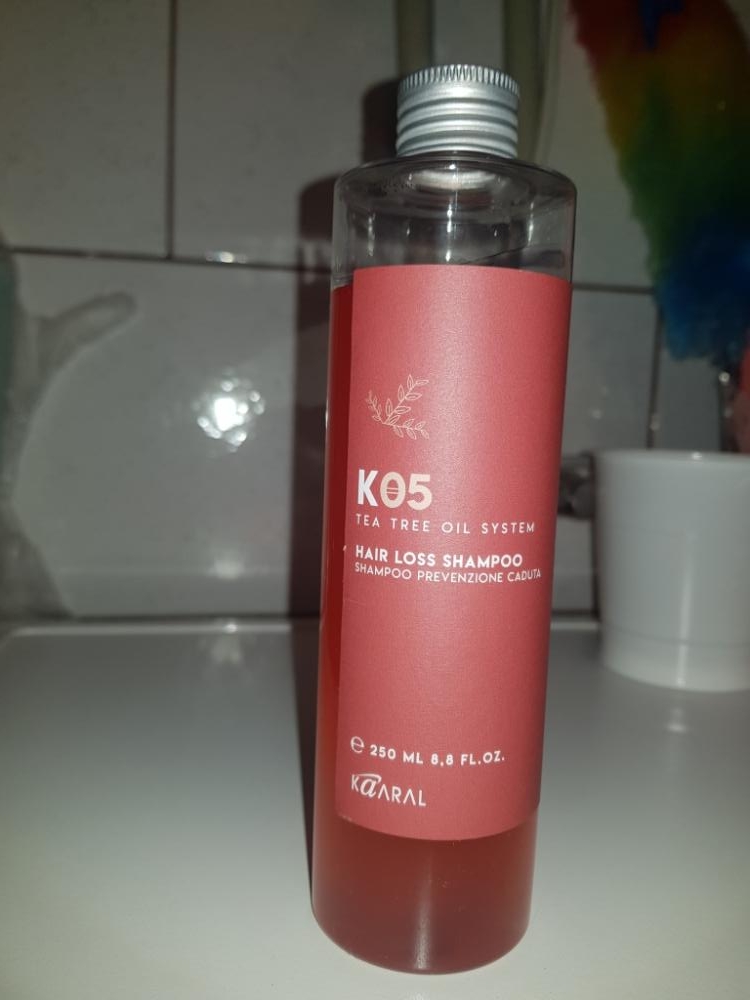 K05
TEA TREE OIL SYSTEM
HAIR LOSS SHAMPOO
SHAMPOO PREVENZIONE CADUTA
℮ 250 ML 8,8 FL.OZ.
KaARAL